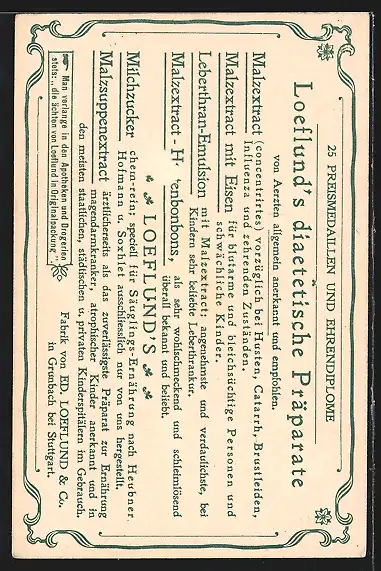 25 PREISMEDAILLEN UND EHRENDIPLOME
Loeflund's diaetetische Präparate
von Aerzten allgemein anerkannt und empfohlen.
Malzextract (concentrirtes) vorzüglich bei Husten, Catarrh, Brustleiden,
Influenza und zehrenden Zuständen.
Malzextract mit Eisen für blutarme und bleichsüchtige Personen und
schwächliche Kinder.
Leberthran-Emulsion mit Malzextract; angenehmste und verdaulichste, bei
Kindern sehr beliebte Leberthrankur.
Malzextract - H enbonbons, als sehr wohlschmeckend und schleimlösend
überall bekannt und beliebt.
LOEFLUND'S
Milchzucker chem-rein; speciell für Säuglings-Ernährung nach Heubner,
Hofmann u. Soxhlet ausschliesslich nur von uns hergestellt.
Malzsuppenextract ärztlicherseits als das zuverlässigste Präparat zur Ernährung
magendarmkranker, atrophischer Kinder anerkannt und in
den meisten staatlichen, städtischen u. privaten Kinderspitälern im Gebrauch.
Man verlange in den Apotheken und Drogerien
stets: „die ächten von Loeflund in Originalpackung."
Fabrik von ED. LOEFLUND & Co.
in Grunbach bei Stuttgart.